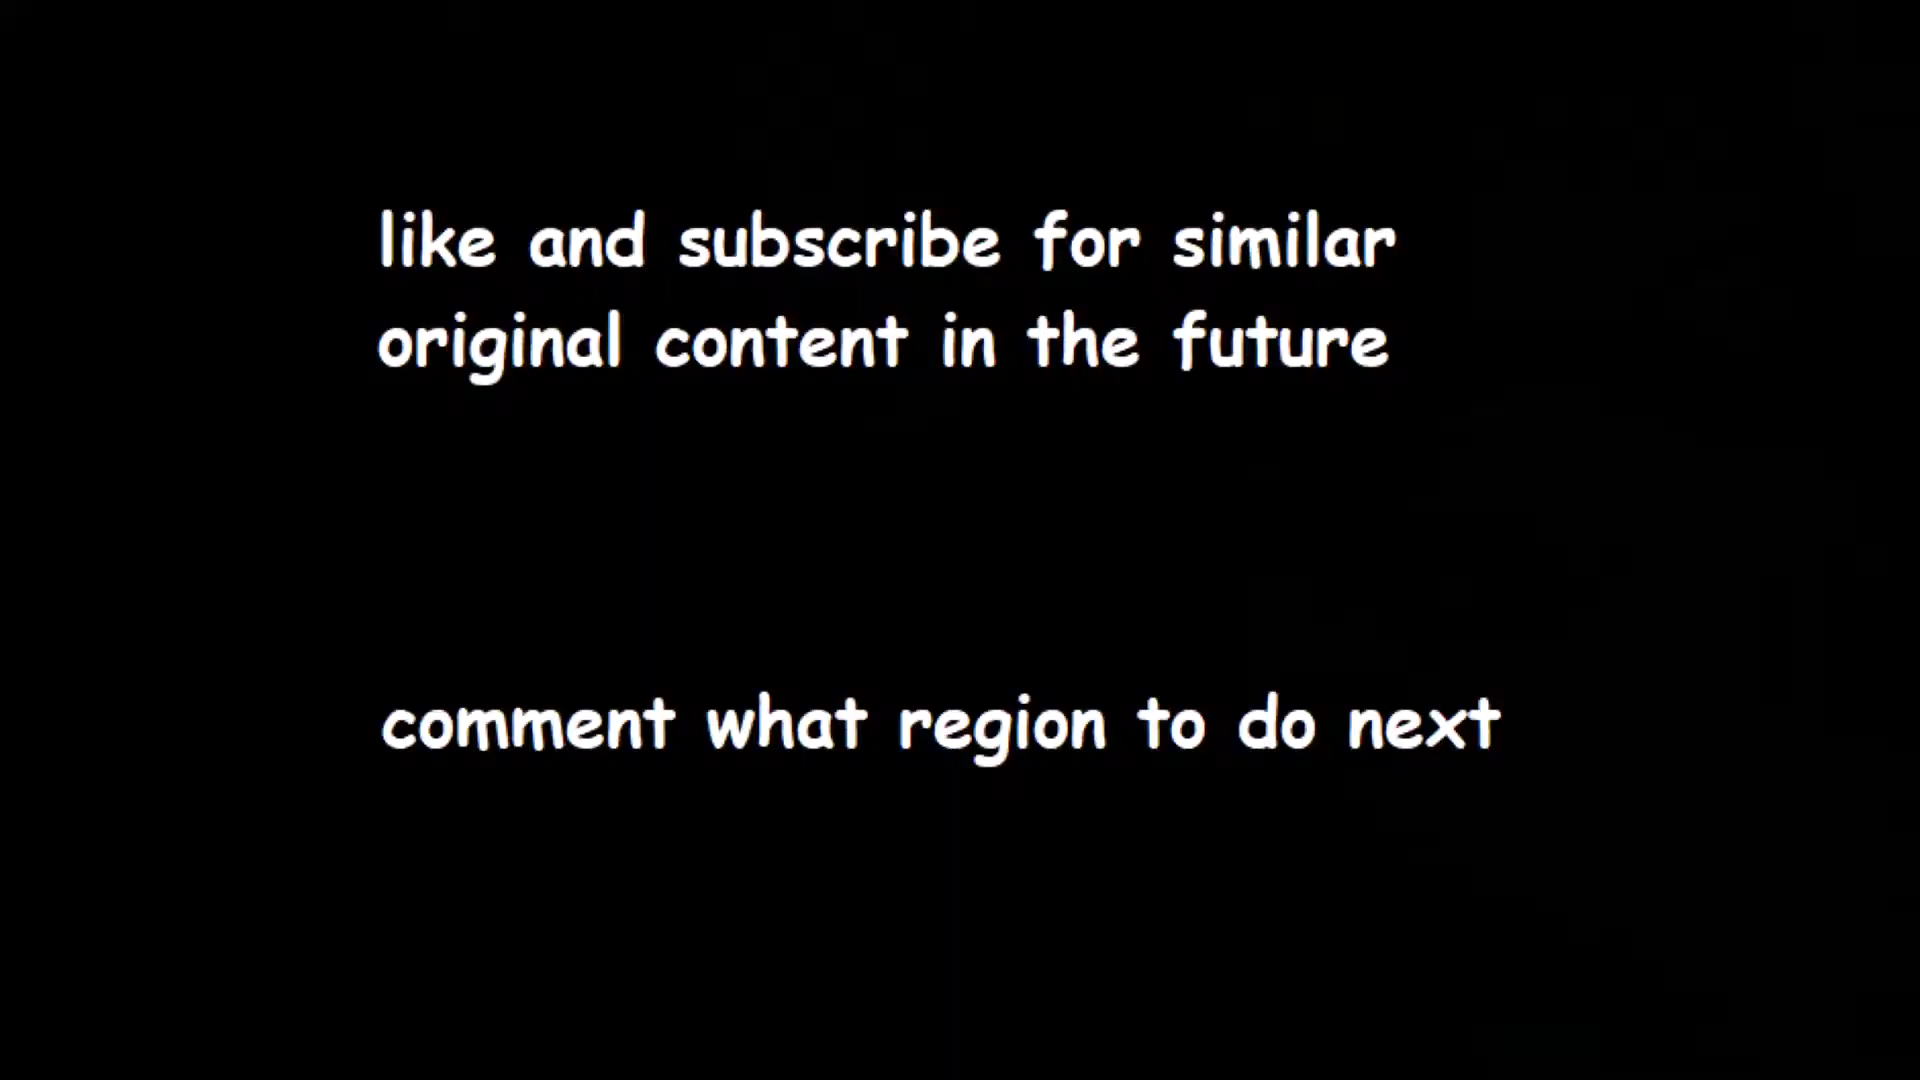 like and subscribe for similar
original content in the future
comment what region to do next